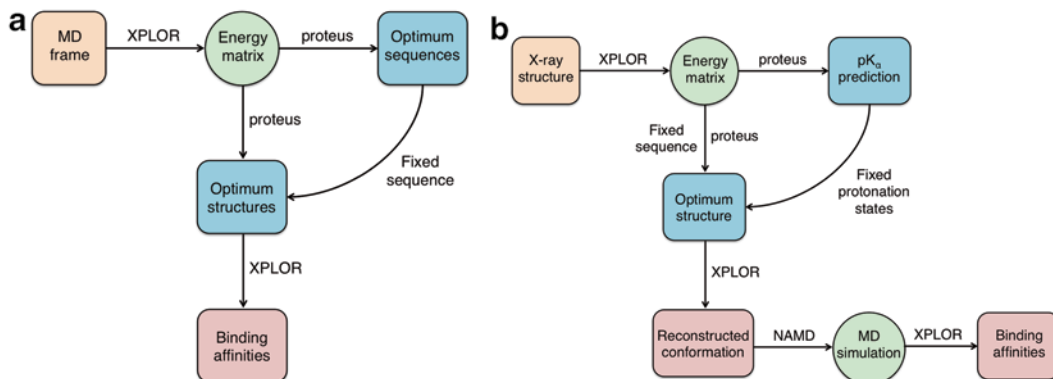 a
MD
frame
XPLOR
Energy
matrix
proteus
Optimum
sequences
proteus
Fixed
sequence
Optimum
structures
XPLOR
Binding
affinities
b
X-ray
structure
XPLOR
Energy
matrix
proteus
pKₐ
prediction
Fixed
sequence
proteus
Fixed
protonation
states
Optimum
structure
XPLOR
Reconstructed
conformation
NAMD
MD
simulation
XPLOR
Binding
affinities